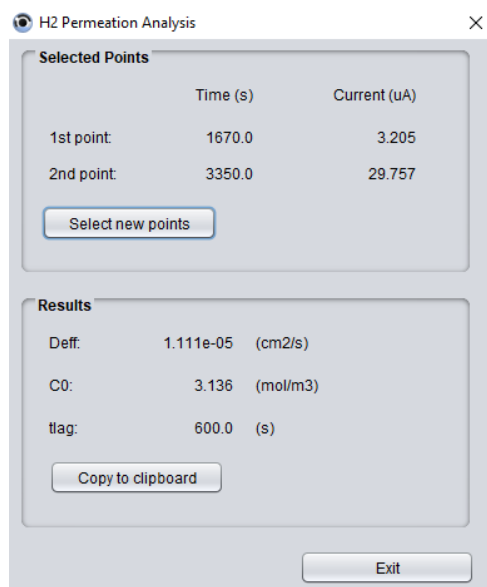 H2 Permeation Analysis
Selected Points
Time (s) Current (uA)
1st point: 1670.0 3.205
2nd point: 3350.0 29.757
Select new points
Results
Deff: 1.111e-05 (cm2/s)
C0: 3.136 (mol/m3)
tlag: 600.0 (s)
Copy to clipboard
Exit